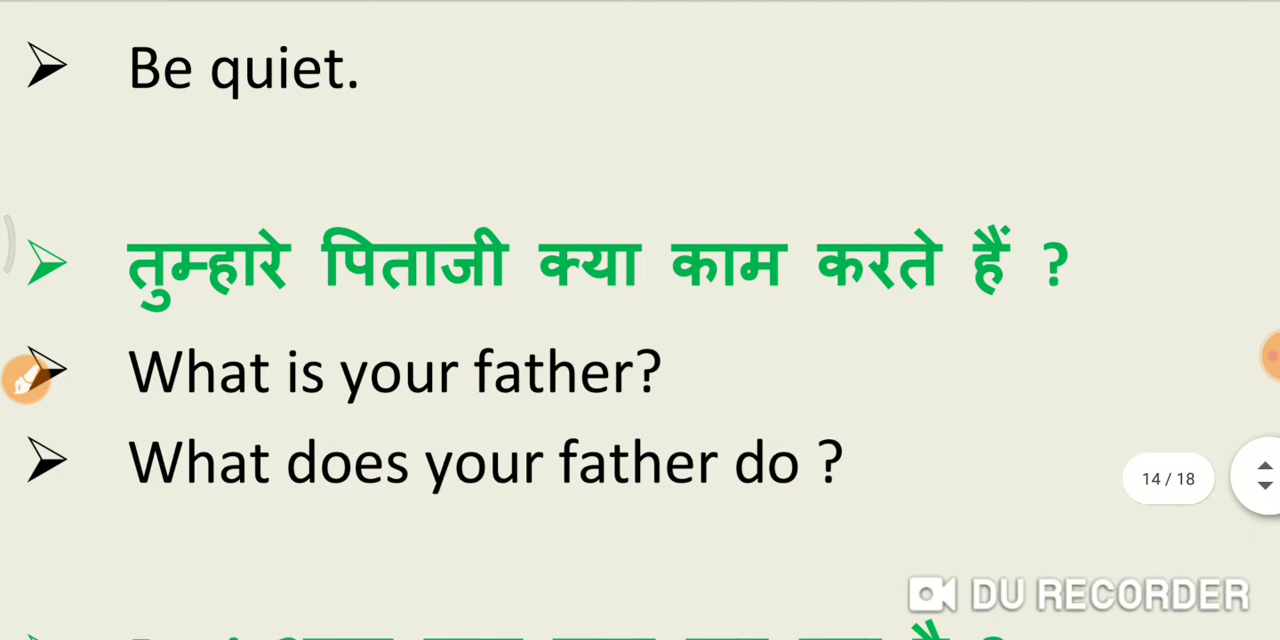 Be quiet.
तुम्हारे पिताजी क्या काम करते हैं ?
What is your father?
What does your father do ?
14 / 18
DU RECORDER